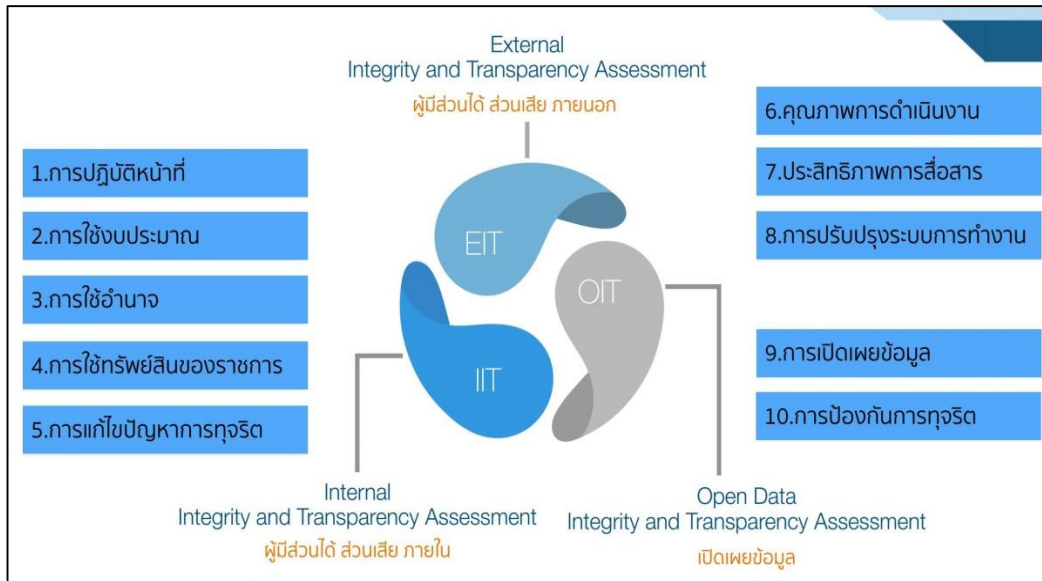 External
Integrity and Transparency Assessment
ผู้มีส่วนได้ ส่วนเสีย ภายนอก
1.การปฏิบัติหน้าที่
2.การใช้งบประมาณ
3.การใช้อำนาจ
4.การใช้ทรัพย์สินของราชการ
5.การแก้ไขปัญหาการทุจริต
EIT
OIT
IIT
6.คุณภาพการดำเนินงาน
7.ประสิทธิภาพการสื่อสาร
8.การปรับปรุงระบบการทำงาน
9.การเปิดเผยข้อมูล
10.การป้องกันการทุจริต
Internal
Integrity and Transparency Assessment
ผู้มีส่วนได้ ส่วนเสีย ภายใน
Open Data
Integrity and Transparency Assessment
เปิดเผยข้อมูล